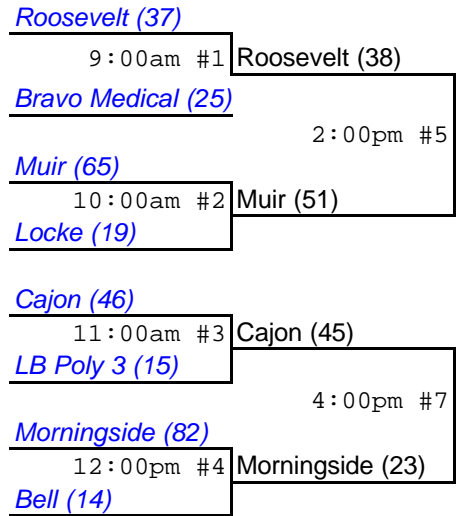 Roosevelt (37)
9:00am #1 Roosevelt (38)
Bravo Medical (25)
2:00pm #5
Muir (65)
10:00am #2 Muir (51)
Locke (19)
Cajon (46)
11:00am #3 Cajon (45)
LB Poly 3 (15)
4:00pm #7
Morningside (82)
12:00pm #4 Morningside (23)
Bell (14)